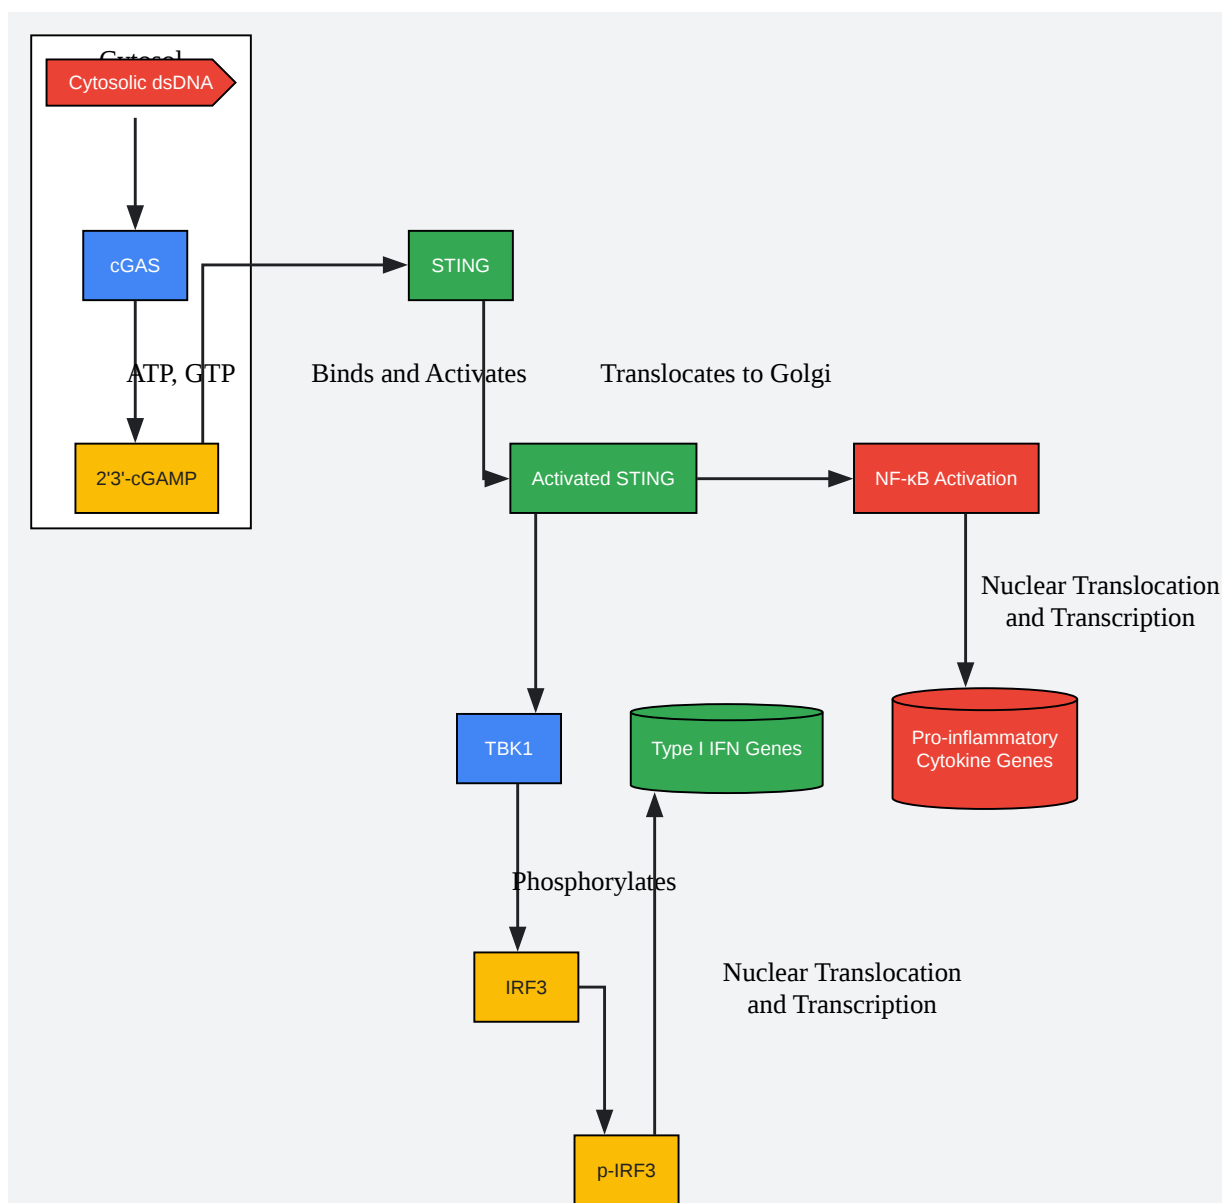 Cytosol
Cytosolic dsDNA
cGAS
STING
ATP, GTP
Binds and Activates
Translocates to Golgi
2'3'-cGAMP
Activated STING
NF-κB Activation
Nuclear Translocation
and Transcription
TBK1
Type I IFN Genes
Pro-inflammatory
Cytokine Genes
Phosphorylates
IRF3
Nuclear Translocation
and Transcription
p-IRF3